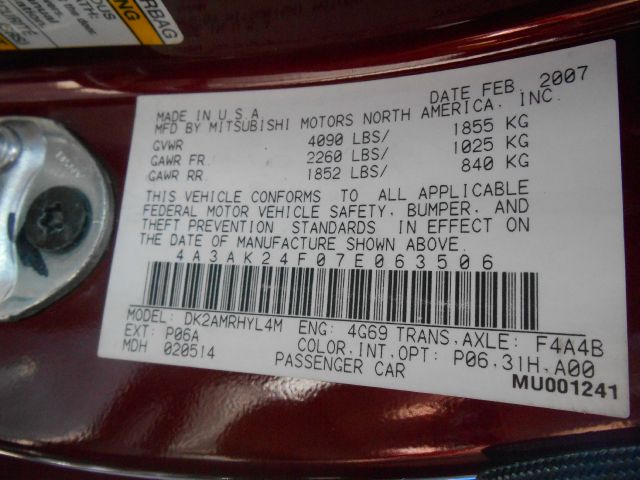 AIRBAG
DATE FEB, 2007
MADE IN U.S.A.
MFD BY MITSUBISHI MOTORS NORTH AMERICA, INC.
GVWR 4090 LBS/ 1855 KG
GAWR FR. 2260 LBS/ 1025 KG
GAWR RR. 1852 LBS/ 840 KG
THIS VEHICLE CONFORMS TO ALL APPLICABLE
FEDERAL MOTOR VEHICLE SAFETY, BUMPER, AND
THEFT PREVENTION STANDARDS IN EFFECT ON
THE DATE OF MANUFACTURE SHOWN ABOVE.
4A3AK24F07E063506
MODEL: DK2AMRHYL4M ENG: 4G69 TRANS,AXLE: F4A4B
EXT: P06A COLOR,INT,OPT: P06,31H,A00
MDH 020514 PASSENGER CAR
MU001241